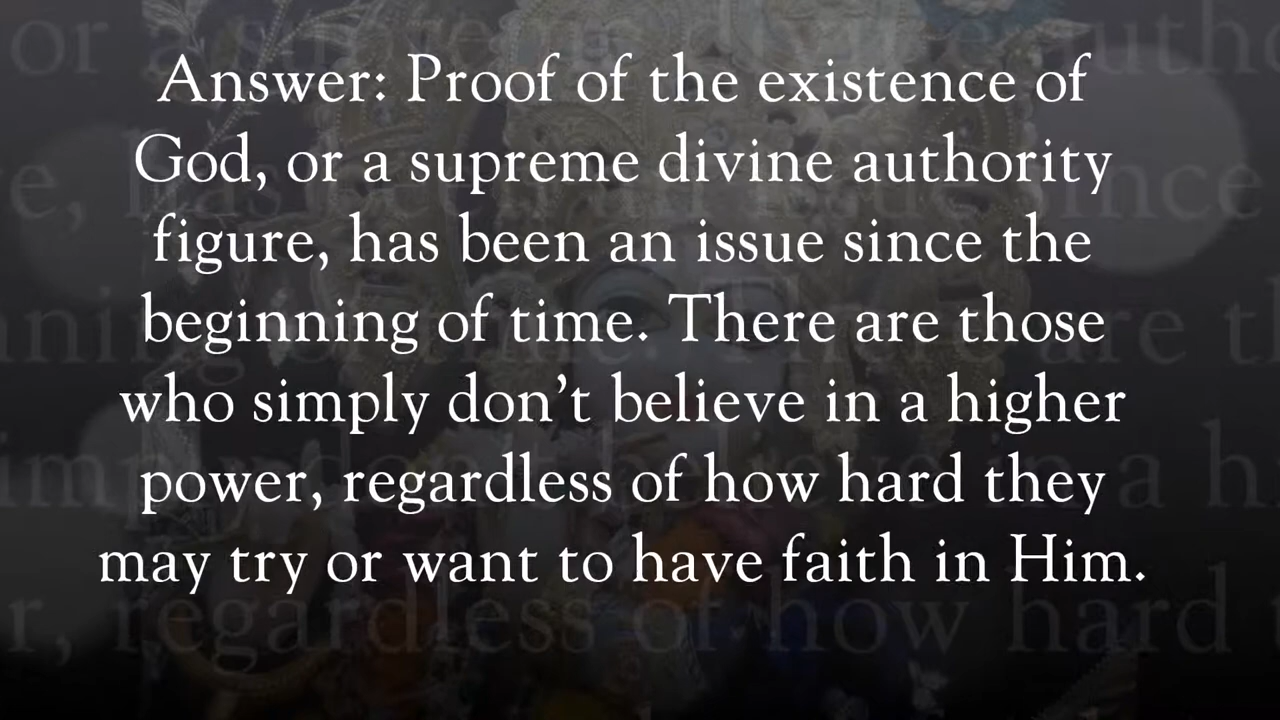 Answer: Proof of the existence of
God, or a supreme divine authority
figure, has been an issue since the
beginning of time. There are those
who simply don’t believe in a higher
power, regardless of how hard they
may try or want to have faith in Him.